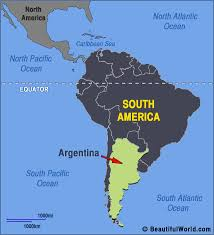 North
America
North Atlantic
Ocean
Caribbean Sea
North
Pacific
Ocean
EQUATOR
SOUTH
AMERICA
South Pacific
Ocean
Argentina
South Atlantic
Ocean
1000mi
1000km
© BeautifulWorld.com